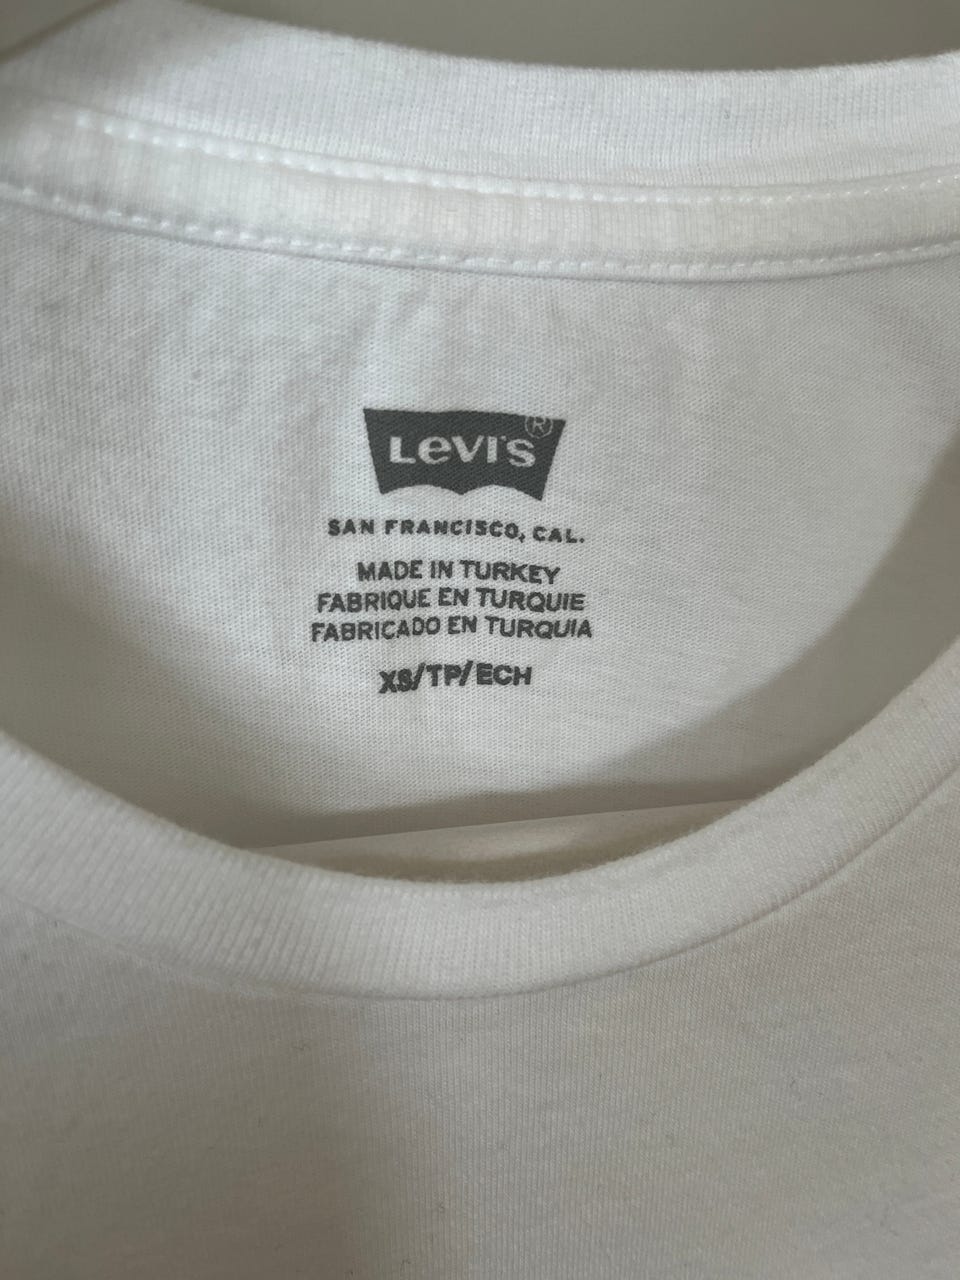 Levi's®
SAN FRANCISCO, CAL.
MADE IN TURKEY
FABRIQUE EN TURQUIE
FABRICADO EN TURQUIA
XS/TP/ECH